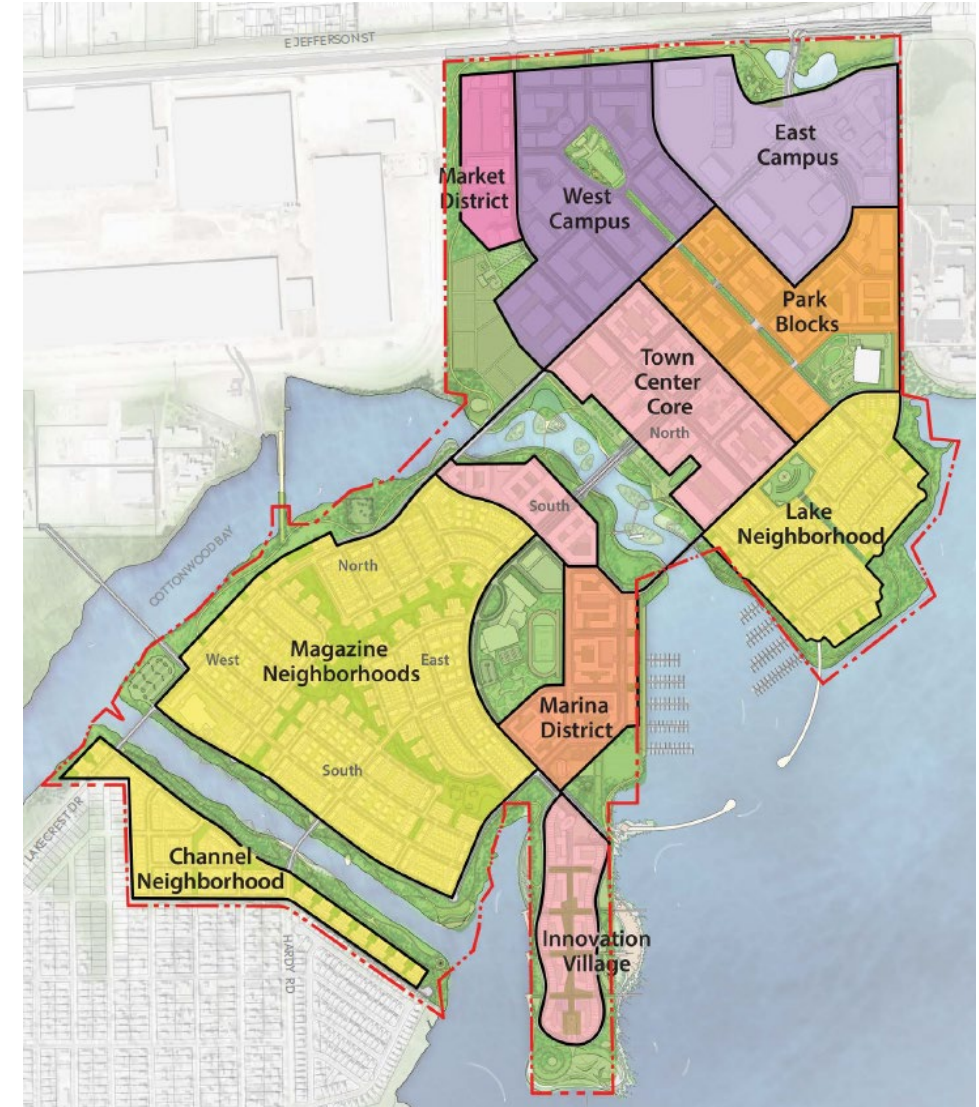 E JEFFERSON ST
East
Campus
Market
District
West
Campus
Park
Blocks
Town
Center
Core
North
South
Lake
Neighborhood
COTTONWOOD BAY
North
Magazine
Neighborhoods
West
East
South
Marina
District
LAKECREST DR
Channel
Neighborhood
HARDY RD
Innovation
Village